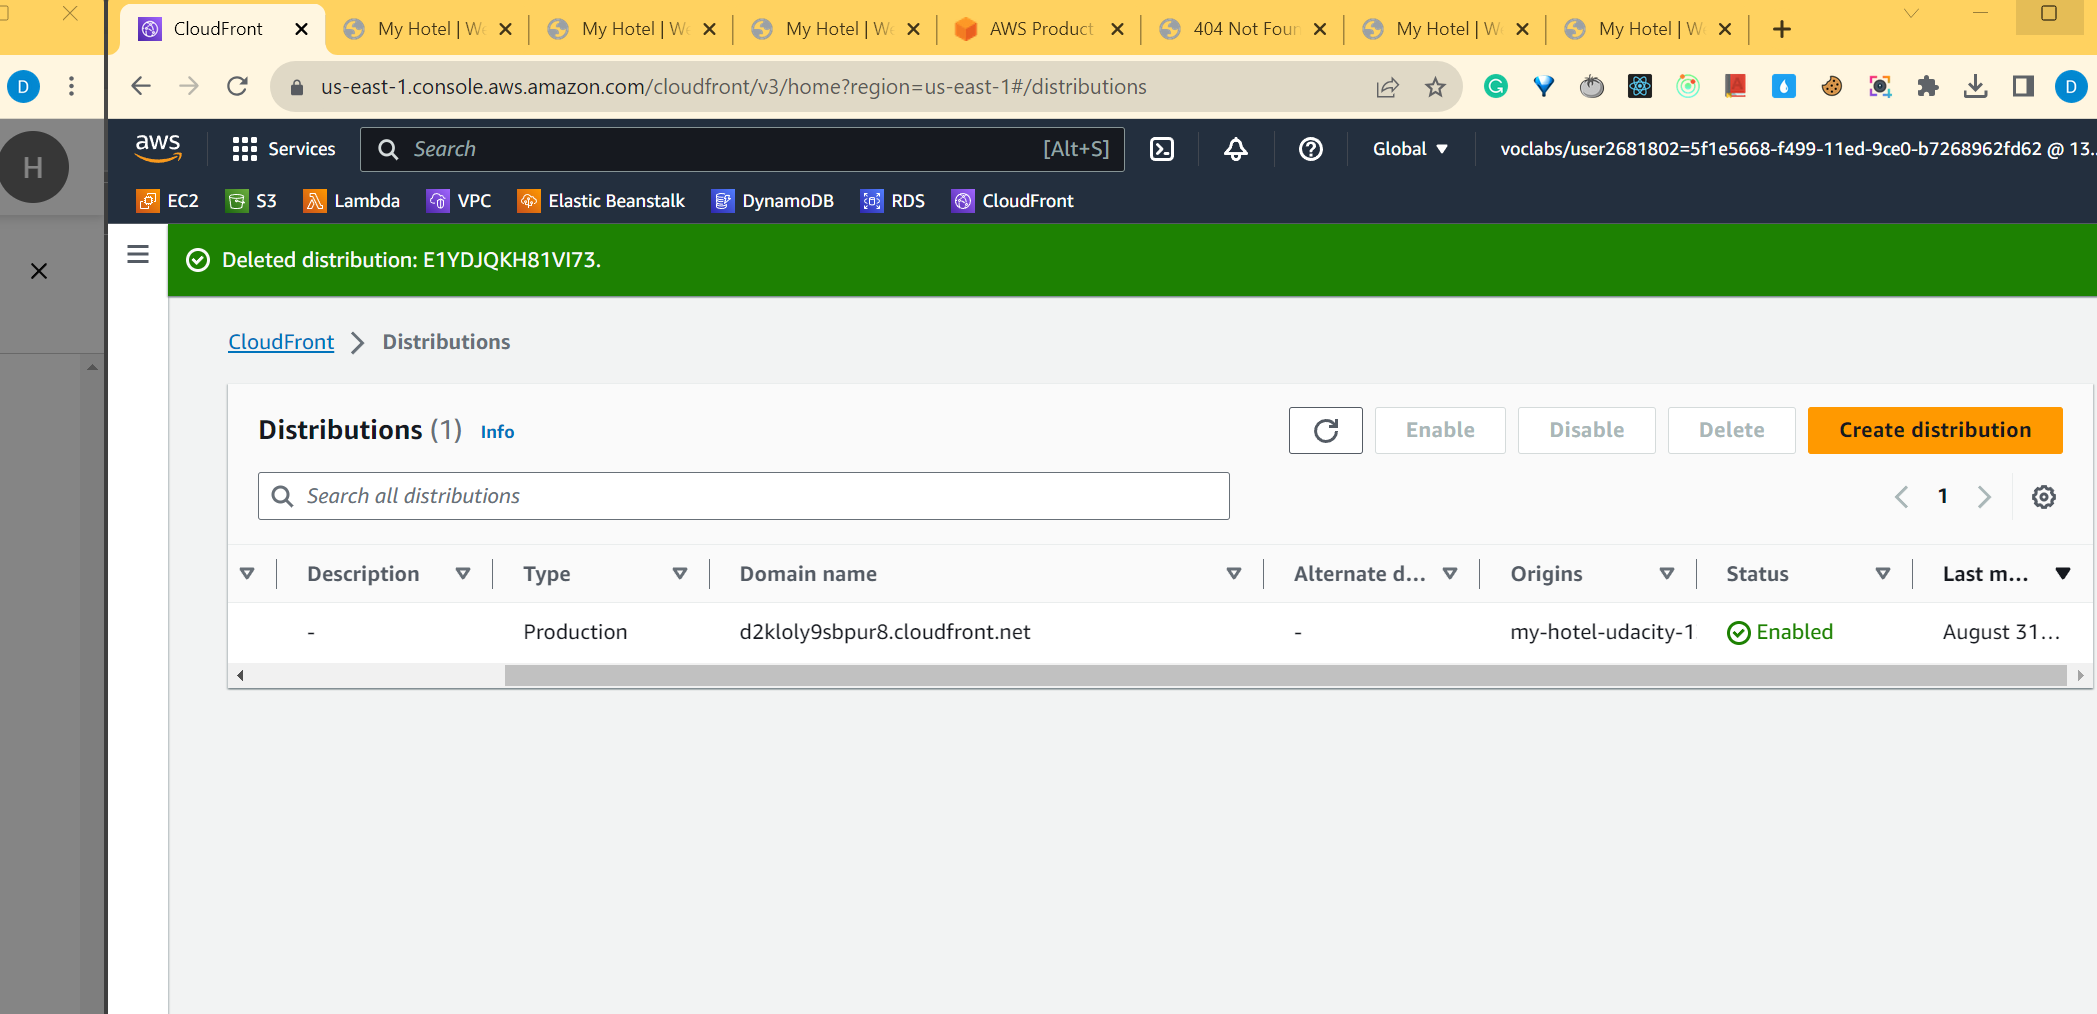 CloudFront
My Hotel | We
My Hotel | We
My Hotel | We
AWS Product
404 Not Foun
My Hotel | W
My Hotel | W
D
us-east-1.console.aws.amazon.com/cloudfront/v3/home?region=us-east-1#/distributions
D
H
aws
Services
Search
[Alt+S]
Global
voclabs/user2681802=5f1e5668-f499-11ed-9ce0-b7268962fd62 @ 13..
EC2
S3
Lambda
VPC
Elastic Beanstalk
DynamoDB
RDS
CloudFront
Deleted distribution: E1YDJQKH81VI73.
CloudFront
Distributions
Distributions (1) Info
Enable
Disable
Delete
Create distribution
Search all distributions
1
Description
Type
Domain name
Alternate d...
Origins
Status
Last m...
-
Production
d2kloly9sbpur8.cloudfront.net
-
my-hotel-udacity-1
Enabled
August 31...